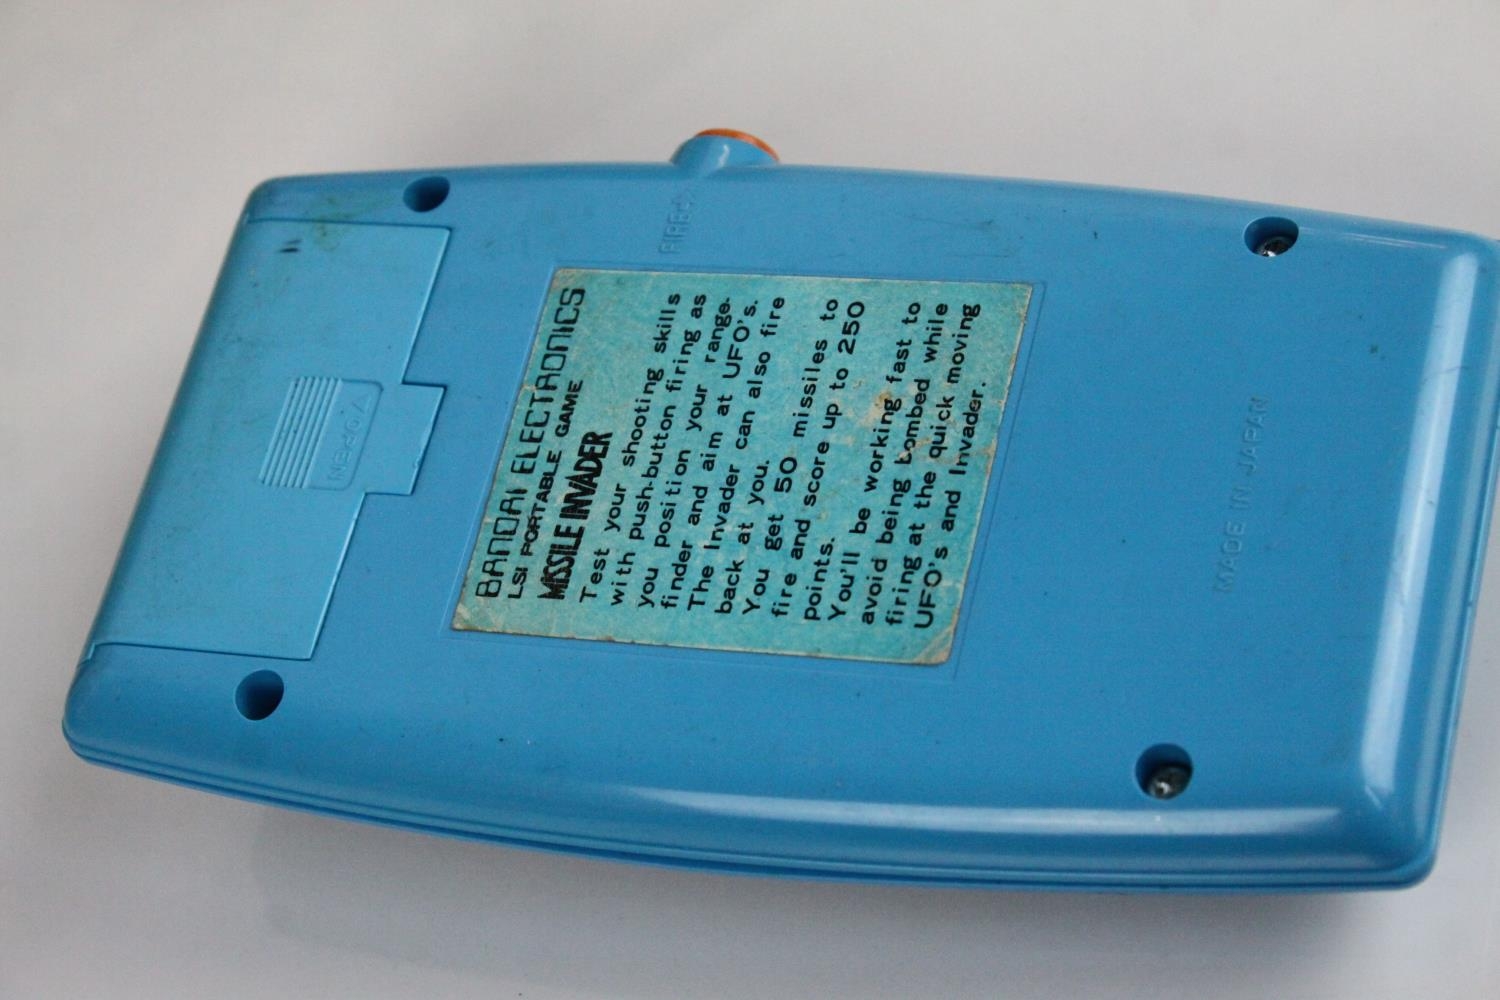 BANDAI ELECTRONICS
LSI PORTABLE GAME
MISSILE INVADER
Test your shooting skills
with push-button firing as
you position your range-
finder and aim at UFO's.
The Invader can also fire
back at you.
You get 50 missiles to
fire and score up to 250
points.
You'll be working fast to
avoid being bombed while
firing at the quick moving
UFO's and Invader.
OPEN
MADE IN JAPAN